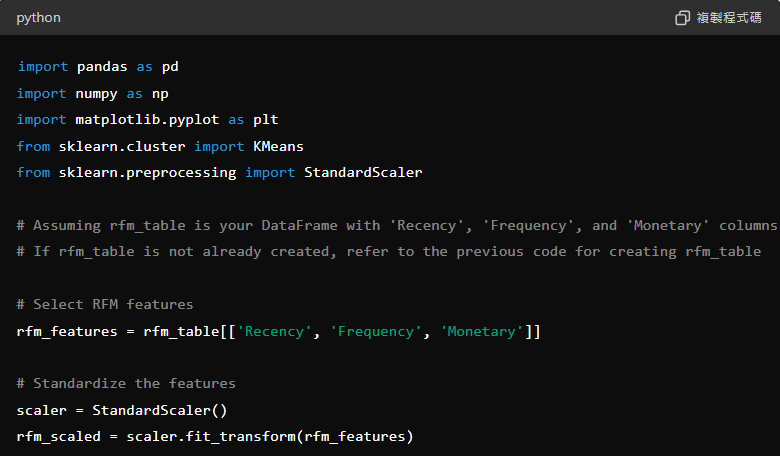 python
複製程式碼
import pandas as pd
import numpy as np
import matplotlib.pyplot as plt
from sklearn.cluster import KMeans
from sklearn.preprocessing import StandardScaler
# Assuming rfm_table is your DataFrame with 'Recency', 'Frequency', and 'Monetary' columns
# If rfm_table is not already created, refer to the previous code for creating rfm_table
# Select RFM features
rfm_features = rfm_table[['Recency', 'Frequency', 'Monetary']]
# Standardize the features
scaler = StandardScaler()
rfm_scaled = scaler.fit_transform(rfm_features)